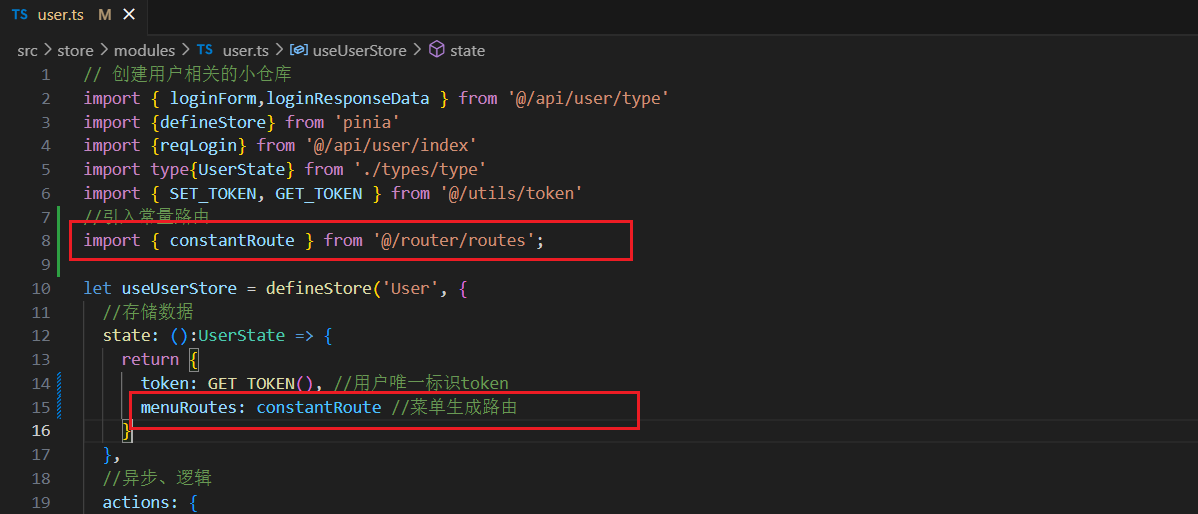 TS user.ts M ×
src > store > modules > TS user.ts > useUserStore > state
1 // 创建用户相关的小仓库
2 import { loginForm,loginResponseData } from '@/api/user/type'
3 import {defineStore} from 'pinia'
4 import {reqLogin} from '@/api/user/index'
5 import type{UserState} from './types/type'
6 import { SET_TOKEN, GET_TOKEN } from '@/utils/token'
7 //引入常量路由
8 import { constantRoute } from '@/router/routes';
9
10 let useUserStore = defineStore('User', {
11 //存储数据
12 state: ():UserState => {
13 return {
14 token: GET_TOKEN(), //用户唯一标识token
15 menuRoutes: constantRoute //菜单生成路由
16 }
17 },
18 //异步、逻辑
19 actions: {